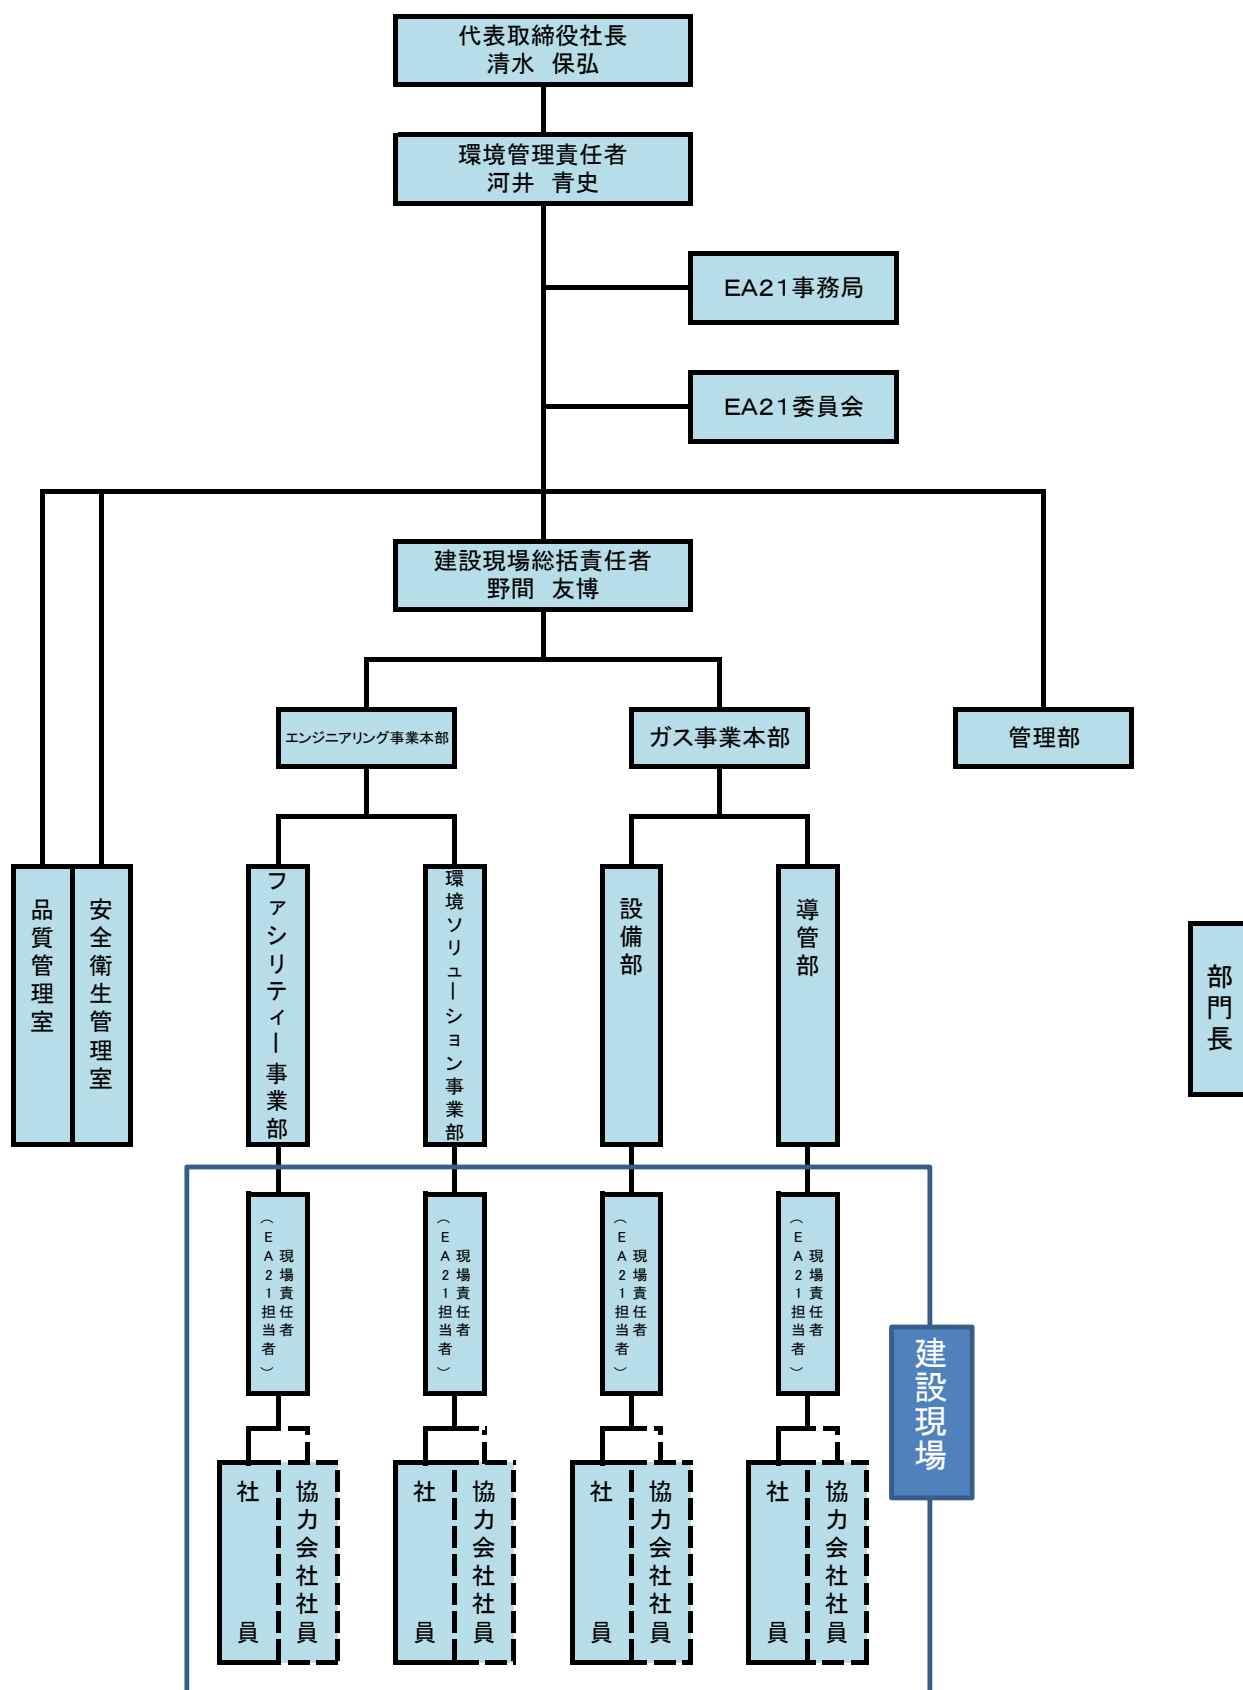 代表取締役社長
清水　保弘
環境管理責任者
河井　青史
EA21事務局
EA21委員会
建設現場総括責任者
野間　友博
エンジニアリング事業本部
ガス事業本部
管理部
品質管理室
安全衛生管理室
ファシリティー事業部
環境ソリューション事業部
設備部
導管部
部門長
現場責任者
（EA21担当者）
現場責任者
（EA21担当者）
現場責任者
（EA21担当者）
現場責任者
（EA21担当者）
建設現場
社員
協力会社社員
社員
協力会社社員
社員
協力会社社員
社員
協力会社社員